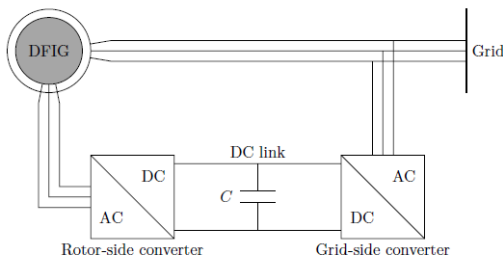 DFIG
Grid
DC link
DC
AC
C
AC
DC
Rotor-side converter
Grid-side converter